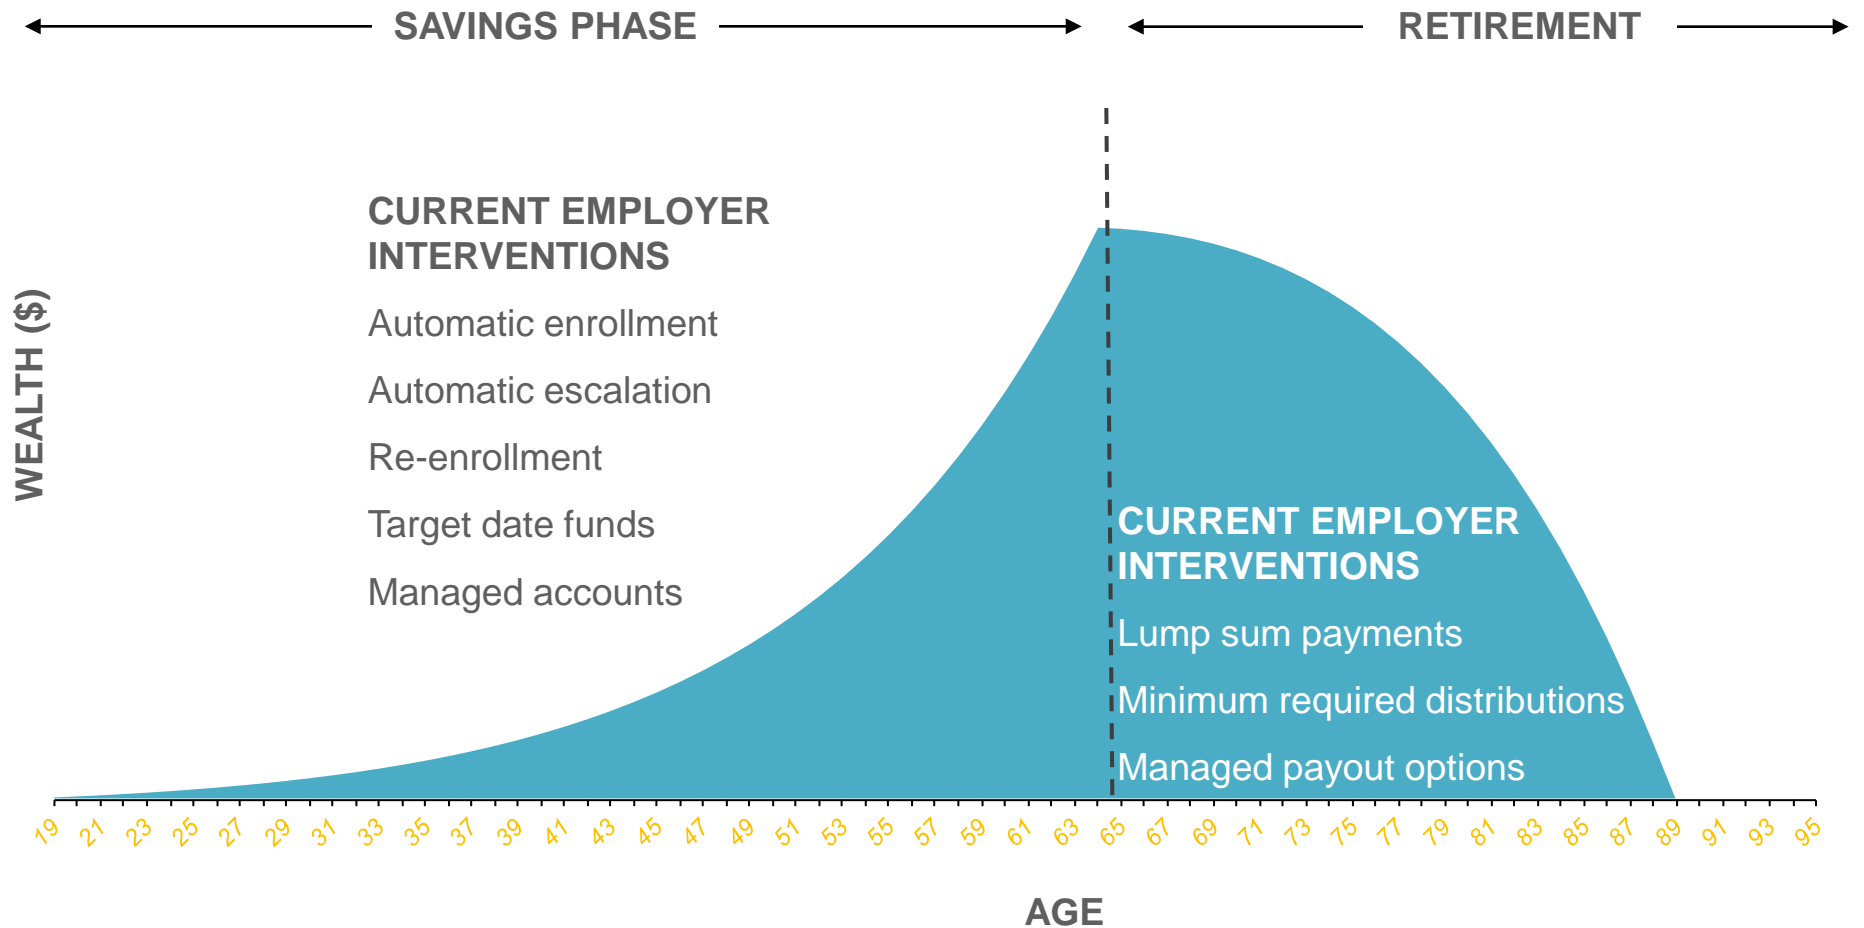 SAVINGS PHASE
RETIREMENT
CURRENT EMPLOYER
INTERVENTIONS
Automatic enrollment
Automatic escalation
Re-enrollment
Target date funds
Managed accounts
WEALTH ($)
CURRENT EMPLOYER
INTERVENTIONS
Lump sum payments
Minimum required distributions
Managed payout options
19 21 23 25 27 29 31 33 35 37 39 41 43 45 47 49 51 53 55 57 59 61 63 65 67 69 71 73 75 77 79 81 83 85 87 89 91 93 95
AGE